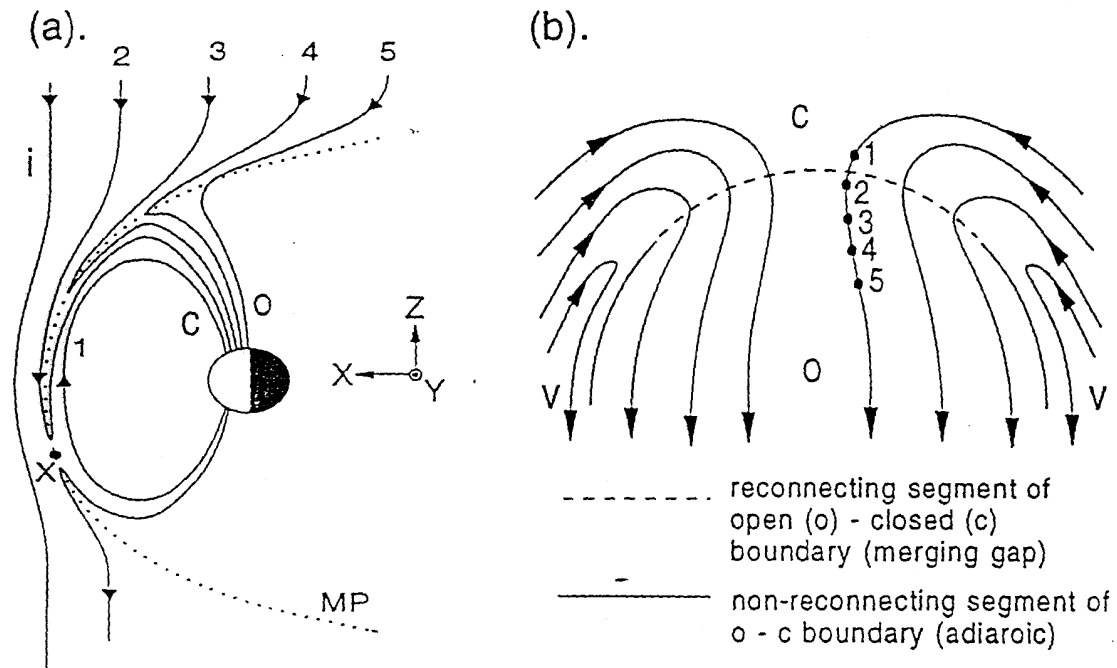 (a).
2
3
4
5
i
1
C
O
Z
X
Y
X
MP
(b).
C
1
2
3
4
5
O
V
V
reconnecting segment of
open (o) - closed (c)
boundary (merging gap)
non-reconnecting segment of
o - c boundary (adiaroic)